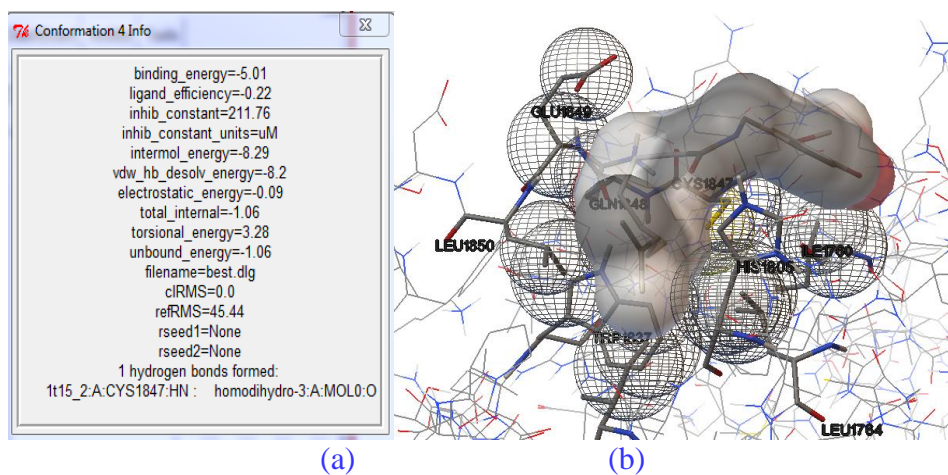 Conformation 4 Info
X
binding_energy=-5.01
ligand_efficiency=-0.22
inhib_constant=211.76
inhib_constant_units=uM
intermol_energy=-8.29
vdw_hb_desolv_energy=-8.2
electrostatic_energy=-0.09
total_internal=-1.06
torsional_energy=3.28
unbound_energy=-1.06
filename=best.dlg
clRMS=0.0
refRMS=45.44
rseed1=None
rseed2=None
1 hydrogen bonds formed:
1t15_2:A:CYS1847:HN : homodihydro-3:A:MOL0:O
GLU1849
CYS1847
GLN1848
LEU1850
HIS1805
ILE1760
TRP1837
LEU1764
(a)
(b)